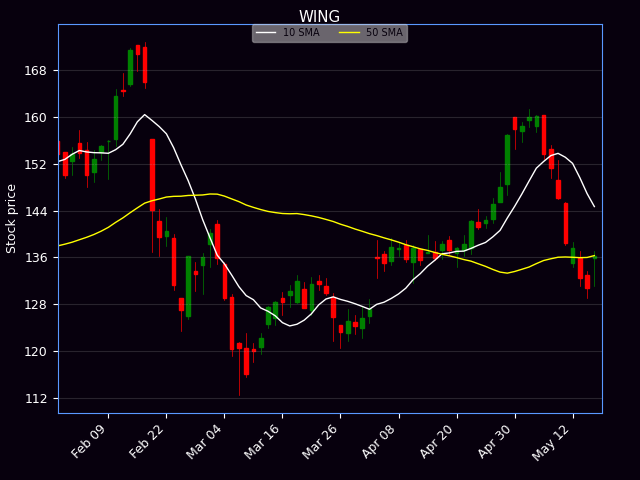 WING
10 SMA
50 SMA
Stock price
168
160
152
144
136
128
120
112
Feb 09
Feb 22
Mar 04
Mar 16
Mar 26
Apr 08
Apr 20
Apr 30
May 12